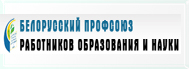 БЕЛОРУССКИЙ ПРОФСОЮЗ
РАБОТНИКОВ ОБРАЗОВАНИЯ И НАУКИ